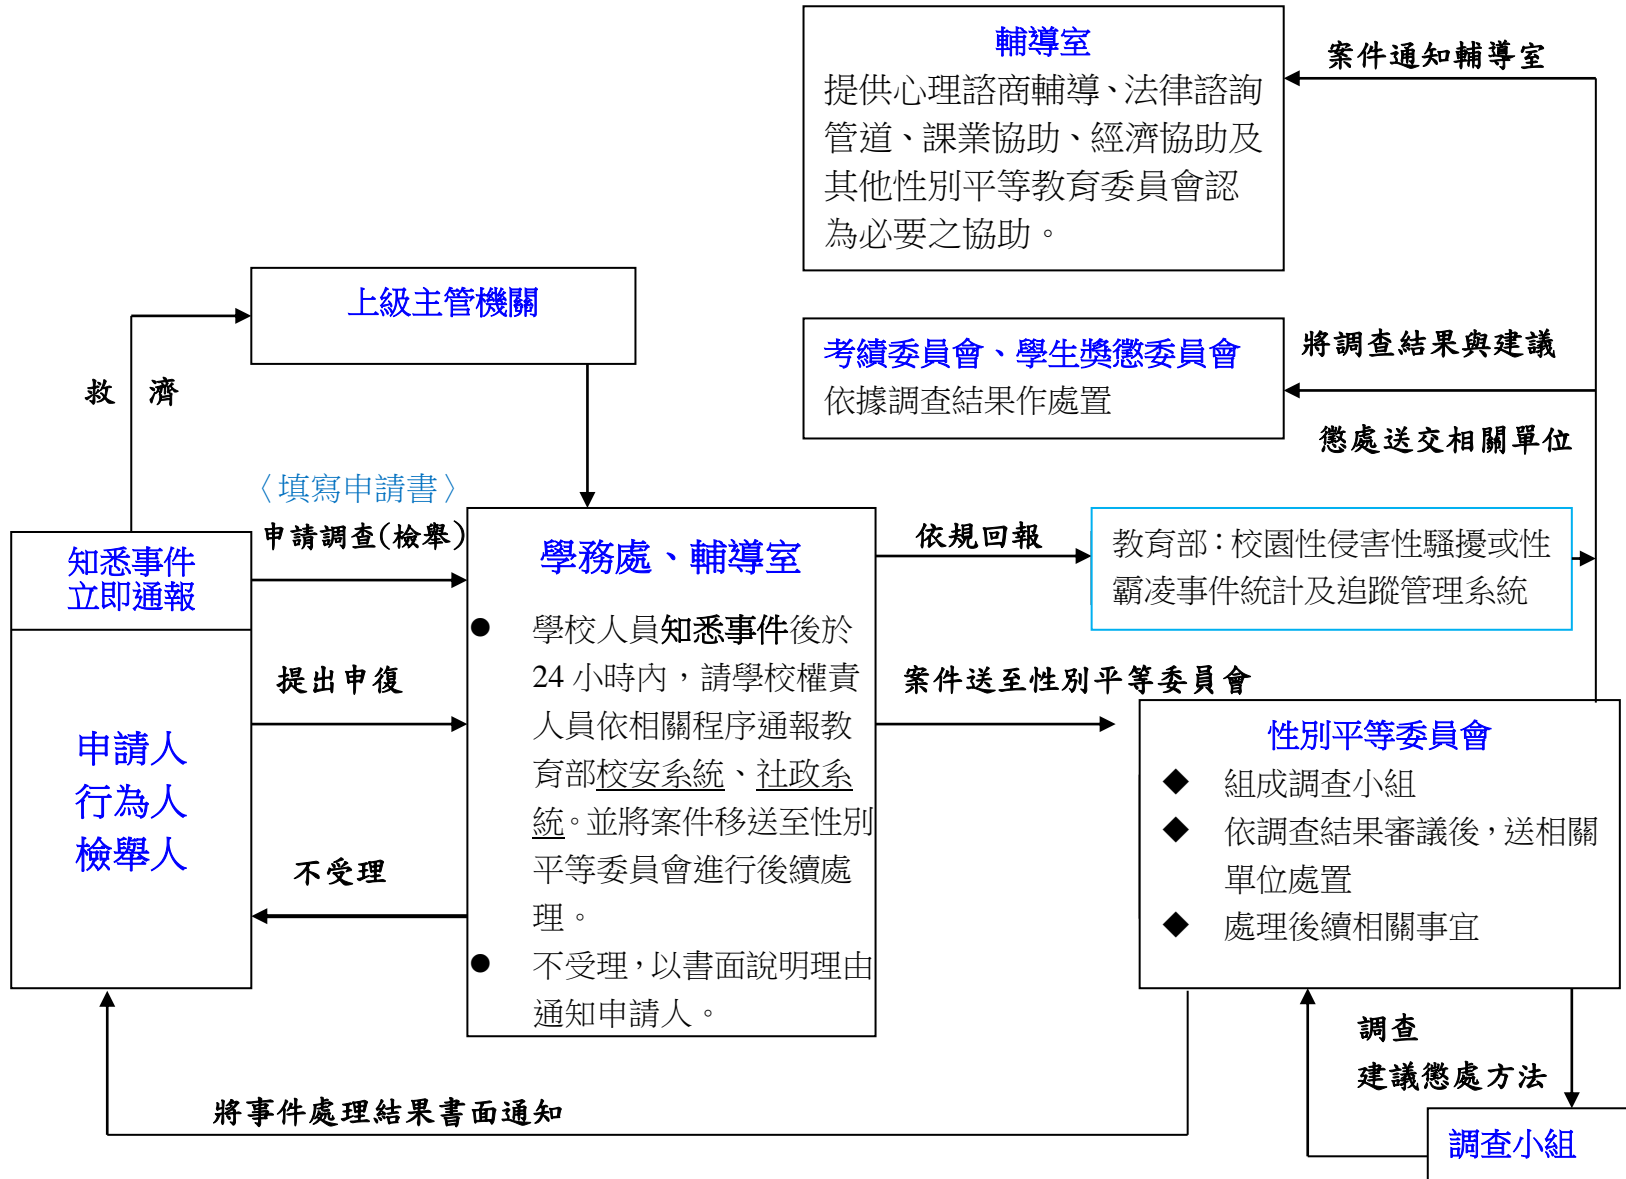 輔導室
提供心理諮商輔導、法律諮詢
管道、課業協助、經濟協助及
其他性別平等教育委員會認
為必要之協助。
案件通知輔導室
上級主管機關
考績委員會、學生獎懲委員會
依據調查結果作處置
將調查結果與建議
懲處送交相關單位
救 濟
〈填寫申請書〉
申請調查(檢舉)
知悉事件
立即通報
申請人
行為人
檢舉人
提出申復
不受理
學務處、輔導室
● 學校人員知悉事件後於
24 小時內，請學校權責
人員依相關程序通報教
育部校安系統、社政系
統。並將案件移送至性別
平等委員會進行後續處
理。
● 不受理，以書面說明理由
通知申請人。
依規回報
教育部：校園性侵害性騷擾或性
霸凌事件統計及追蹤管理系統
案件送至性別平等委員會
性別平等委員會
◆ 組成調查小組
◆ 依調查結果審議後，送相關
單位處置
◆ 處理後續相關事宜
調查
建議懲處方法
調查小組
將事件處理結果書面通知